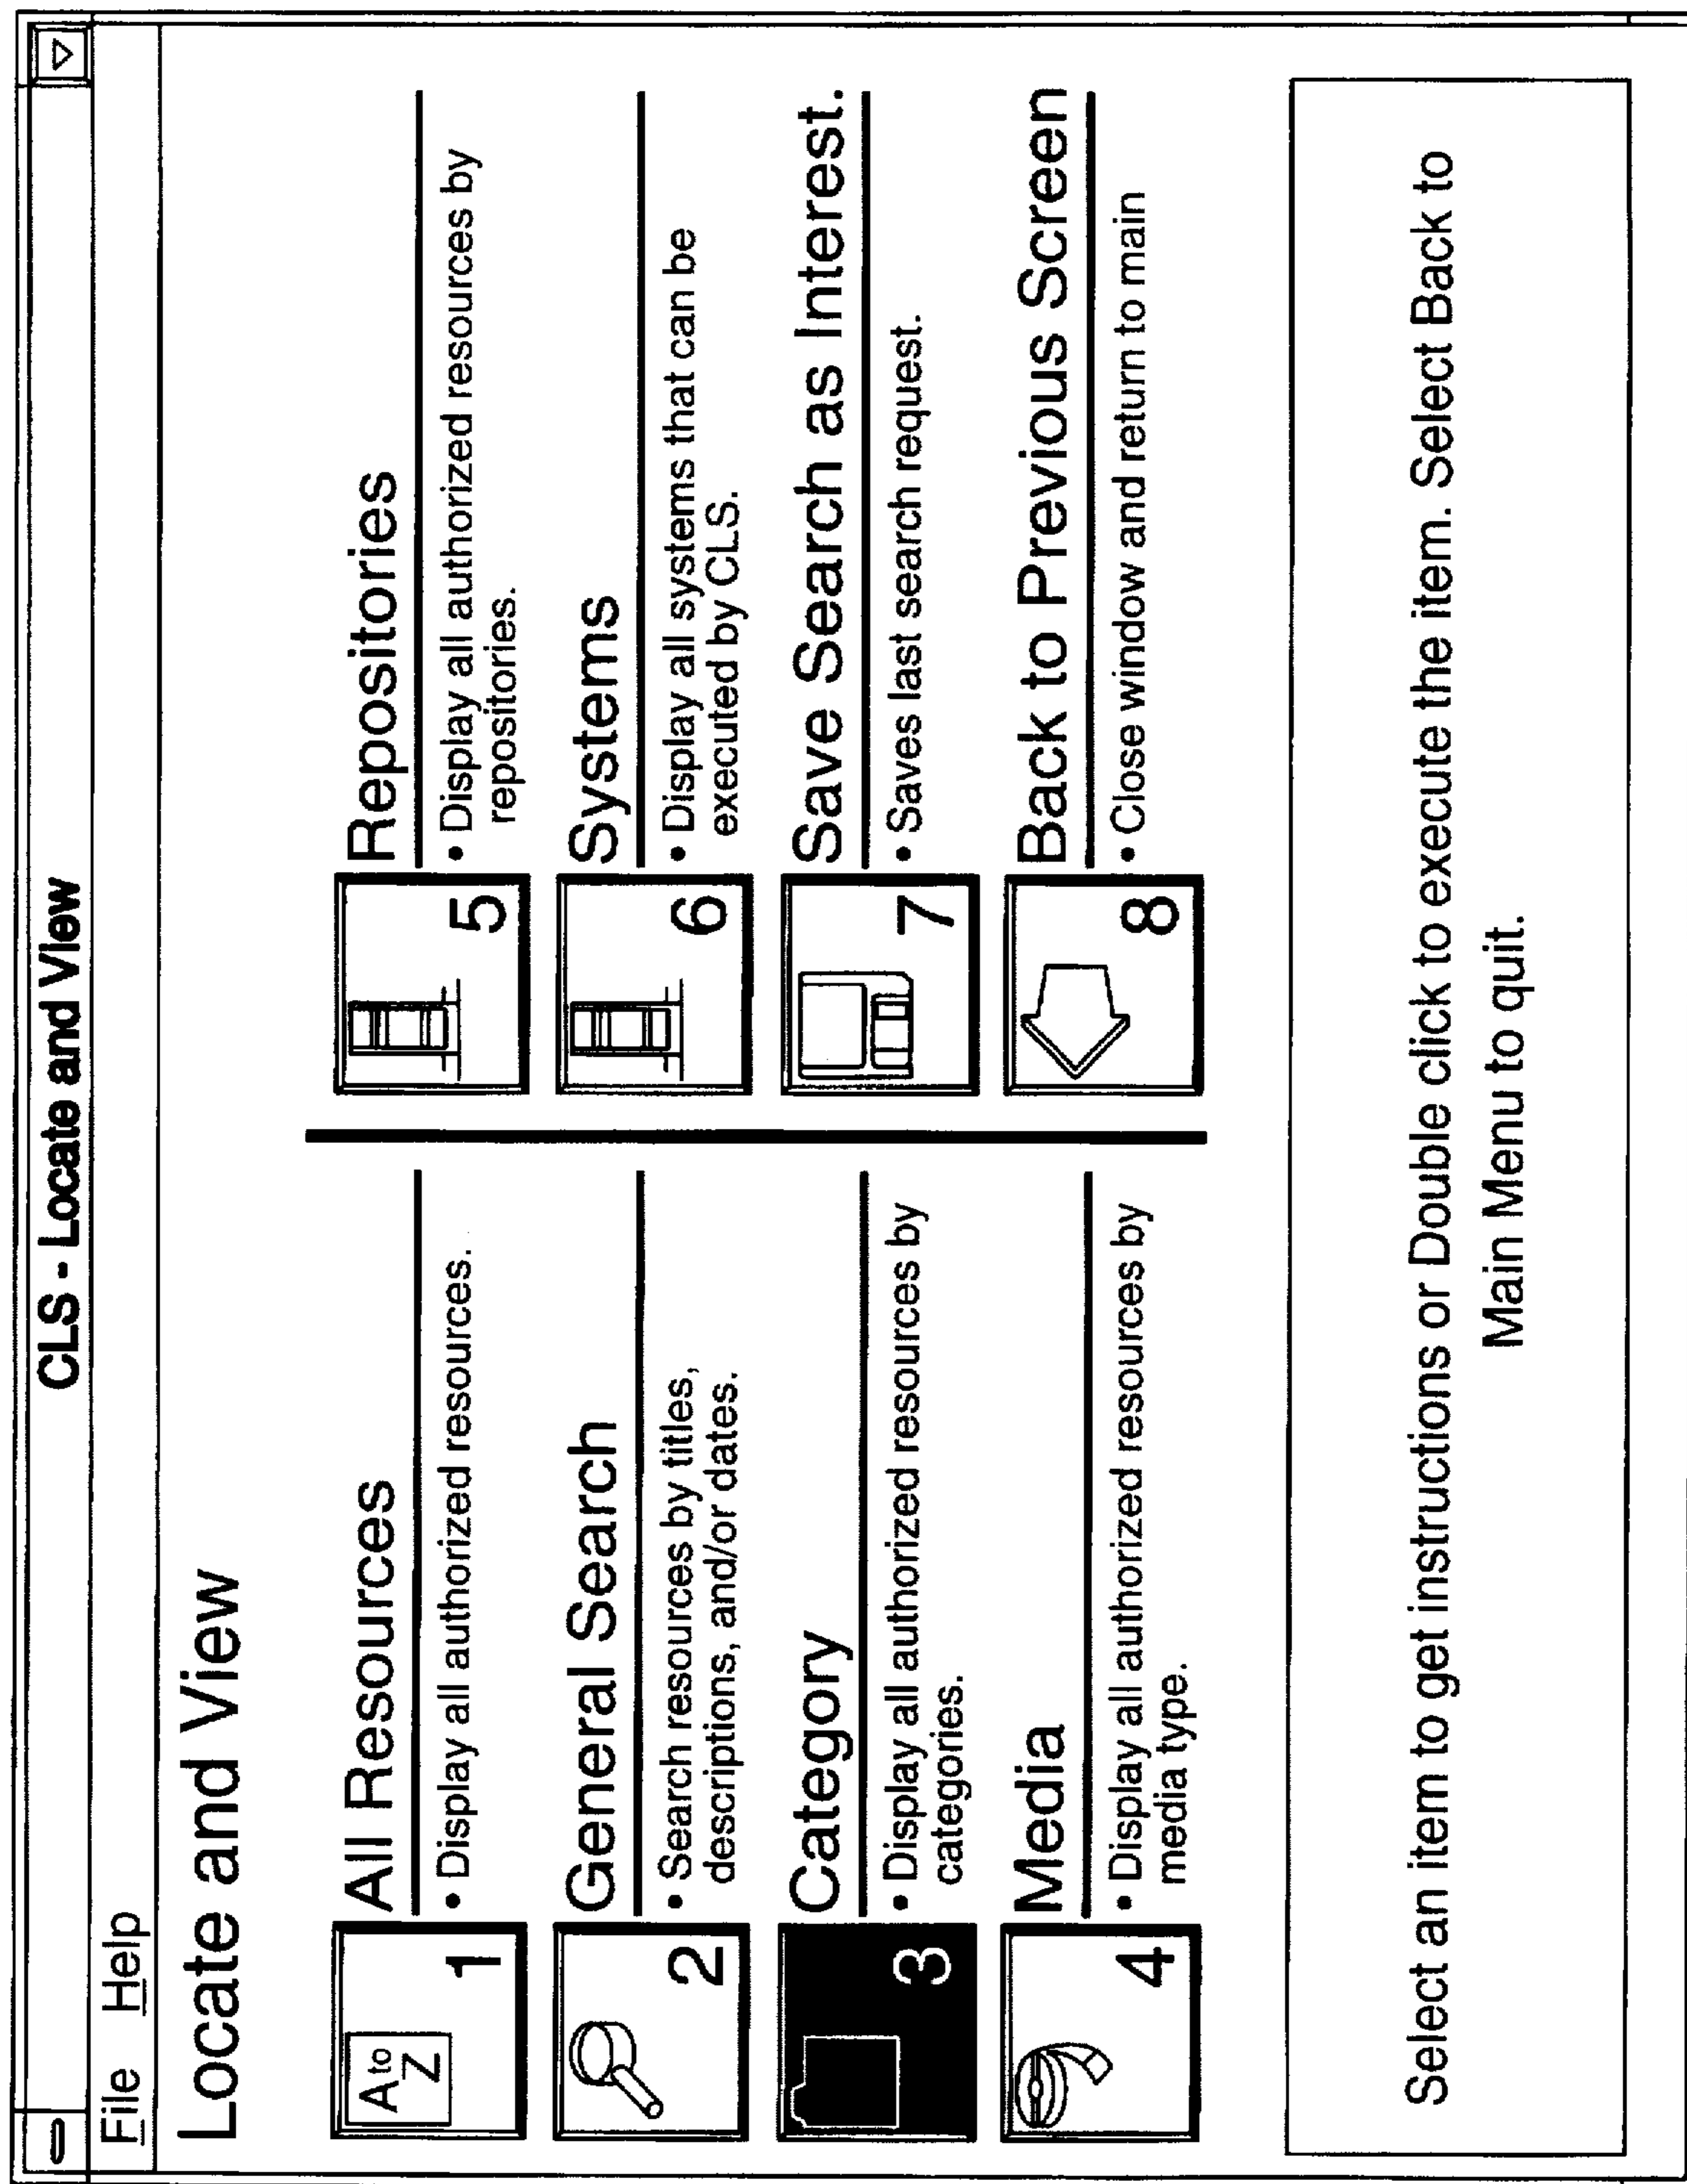 CLS - Locate and View
File Help
Locate and View
A to
Z
1
All Resources
• Display all authorized resources.
2
General Search
• Search resources by titles,
descriptions, and/or dates.
3
Category
• Display all authorized resources by
categories.
4
Media
• Display all authorized resources by
media type.
5
Repositories
• Display all authorized resources by
repositories.
6
Systems
• Display all systems that can be
executed by CLS.
7
Save Search as Interest.
• Saves last search request.
8
Back to Previous Screen
• Close window and return to main
Select an item to get instructions or Double click to execute the item. Select Back to
Main Menu to quit.